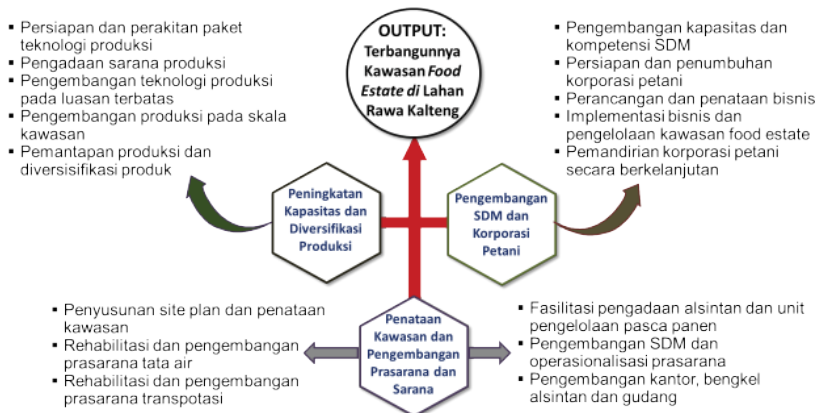 ▪ Persiapan dan perakitan paket
teknologi produksi
▪ Pengadaan sarana produksi
▪ Pengembangan teknologi produksi
pada luasan terbatas
▪ Pengembangan produksi pada skala
kawasan
▪ Pemantapan produksi dan
diversisifikasi produk
OUTPUT:
Terbangunnya
Kawasan Food
Estate di Lahan
Rawa Kalteng
▪ Pengembangan kapasitas dan
kompetensi SDM
▪ Persiapan dan penumbuhan
korporasi petani
▪ Perancangan dan penataan bisnis
▪ Implementasi bisnis dan
pengelolaan kawasan food estate
▪ Pemandirian korporasi petani
secara berkelanjutan
Peningkatan
Kapasitas dan
Diversifikasi
Produksi
Pengembangan
SDM dan
Korporasi
Petani
▪ Penyusunan site plan dan penataan
kawasan
▪ Rehabilitasi dan pengembangan
prasarana tata air
▪ Rehabilitasi dan pengembangan
prasarana transpotasi
Penataan
Kawasan dan
Pengembangan
Prasarana dan
Sarana
▪ Fasilitasi pengadaan alsintan dan unit
pengelolaan pasca panen
▪ Pengembangan SDM dan
operasionalisasi prasarana
▪ Pengembangan kantor, bengkel
alsintan dan gudang